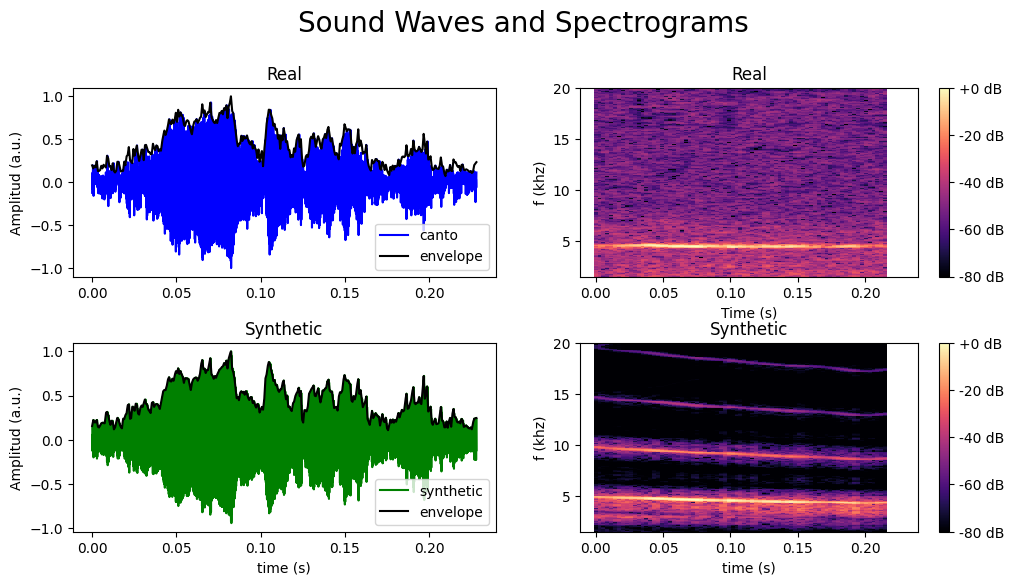 Sound Waves and Spectrograms
Real
Amplitud (a.u.)
1.0
0.5
0.0
−0.5
−1.0
canto
envelope
0.00 0.05 0.10 0.15 0.20
Real
f (khz)
20
15
10
5
0.00 0.05 0.10 0.15 0.20
Time (s)
+0 dB
-20 dB
-40 dB
-60 dB
-80 dB
Synthetic
Amplitud (a.u.)
1.0
0.5
0.0
−0.5
−1.0
synthetic
envelope
0.00 0.05 0.10 0.15 0.20
time (s)
Synthetic
f (khz)
20
15
10
5
0.00 0.05 0.10 0.15 0.20
time (s)
+0 dB
-20 dB
-40 dB
-60 dB
-80 dB